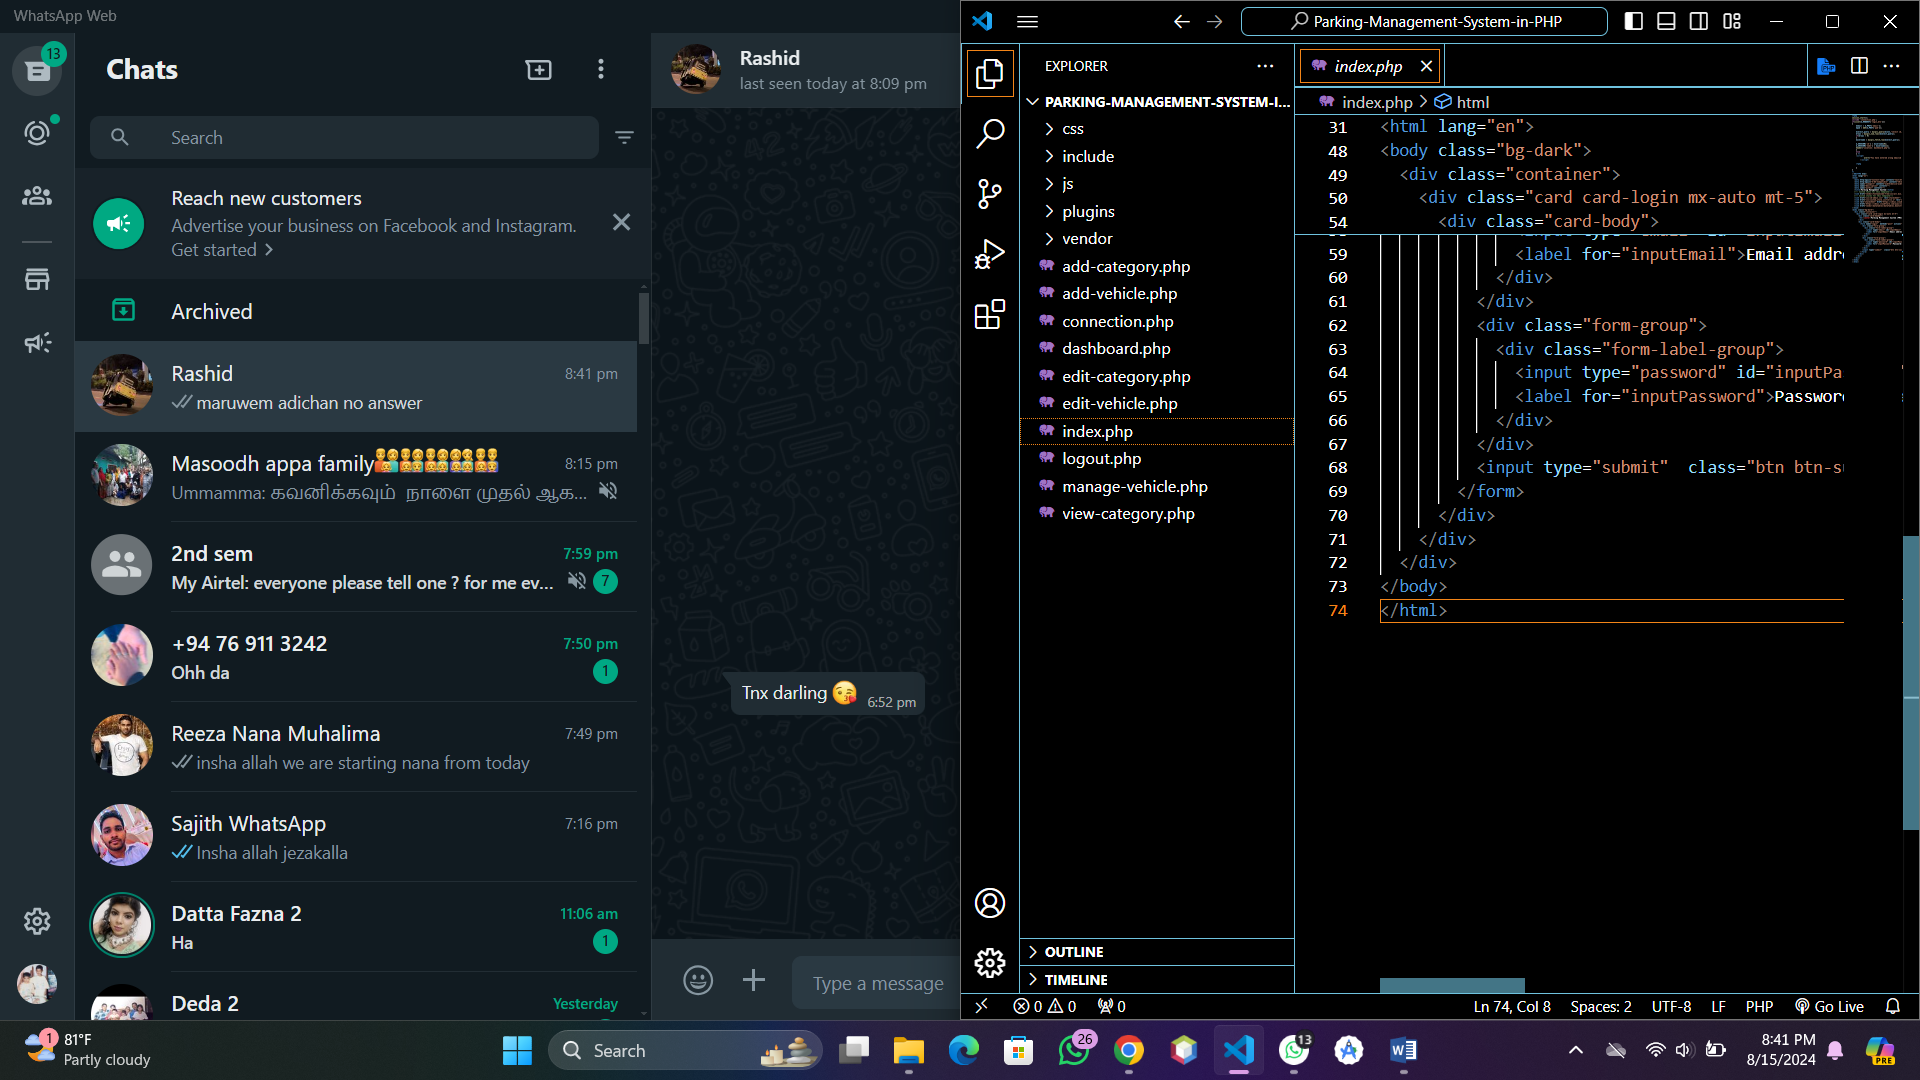 WhatsApp Web
13
Chats
Search
Reach new customers
Advertise your business on Facebook and Instagram.
Get started
Archived
Rashid
8:41 pm
maruwem adichan no answer
Masoodh appa family
8:15 pm
Ummamma: கவனிக்கவும் நாளை முதல் ஆக...
2nd sem
7:59 pm
My Airtel: everyone please tell one ? for me ev...
7
+94 76 911 3242
7:50 pm
Ohh da
1
Reeza Nana Muhalima
7:49 pm
insha allah we are starting nana from today
Sajith WhatsApp
7:16 pm
Insha allah jezakalla
Datta Fazna 2
11:06 am
Ha
1
Deda 2
Yesterday
Rashid
last seen today at 8:09 pm
Tnx darling 😘 6:52 pm
Type a message
Parking-Management-System-in-PHP
EXPLORER
PARKING-MANAGEMENT-SYSTEM-I...
css
include
js
plugins
vendor
add-category.php
add-vehicle.php
connection.php
dashboard.php
edit-category.php
edit-vehicle.php
index.php
logout.php
manage-vehicle.php
view-category.php
OUTLINE
TIMELINE
index.php
index.php > html
31 <html lang="en">
48 <body class="bg-dark">
49 <div class="container">
50 <div class="card card-login mx-auto mt-5">
54 <div class="card-body">
59 <label for="inputEmail">Email addr
60 </div>
61 </div>
62 <div class="form-group">
63 <div class="form-label-group">
64 <input type="password" id="inputPa
65 <label for="inputPassword">Passwor
66 </div>
67 </div>
68 <input type="submit"  class="btn btn-su
69 </form>
70 </div>
71 </div>
72 </div>
73 </body>
74 </html>
0 0 0
Ln 74, Col 8
Spaces: 2
UTF-8
LF
PHP
Go Live
1
81°F
Partly cloudy
Search
26
13
8:41 PM
8/15/2024
PRE